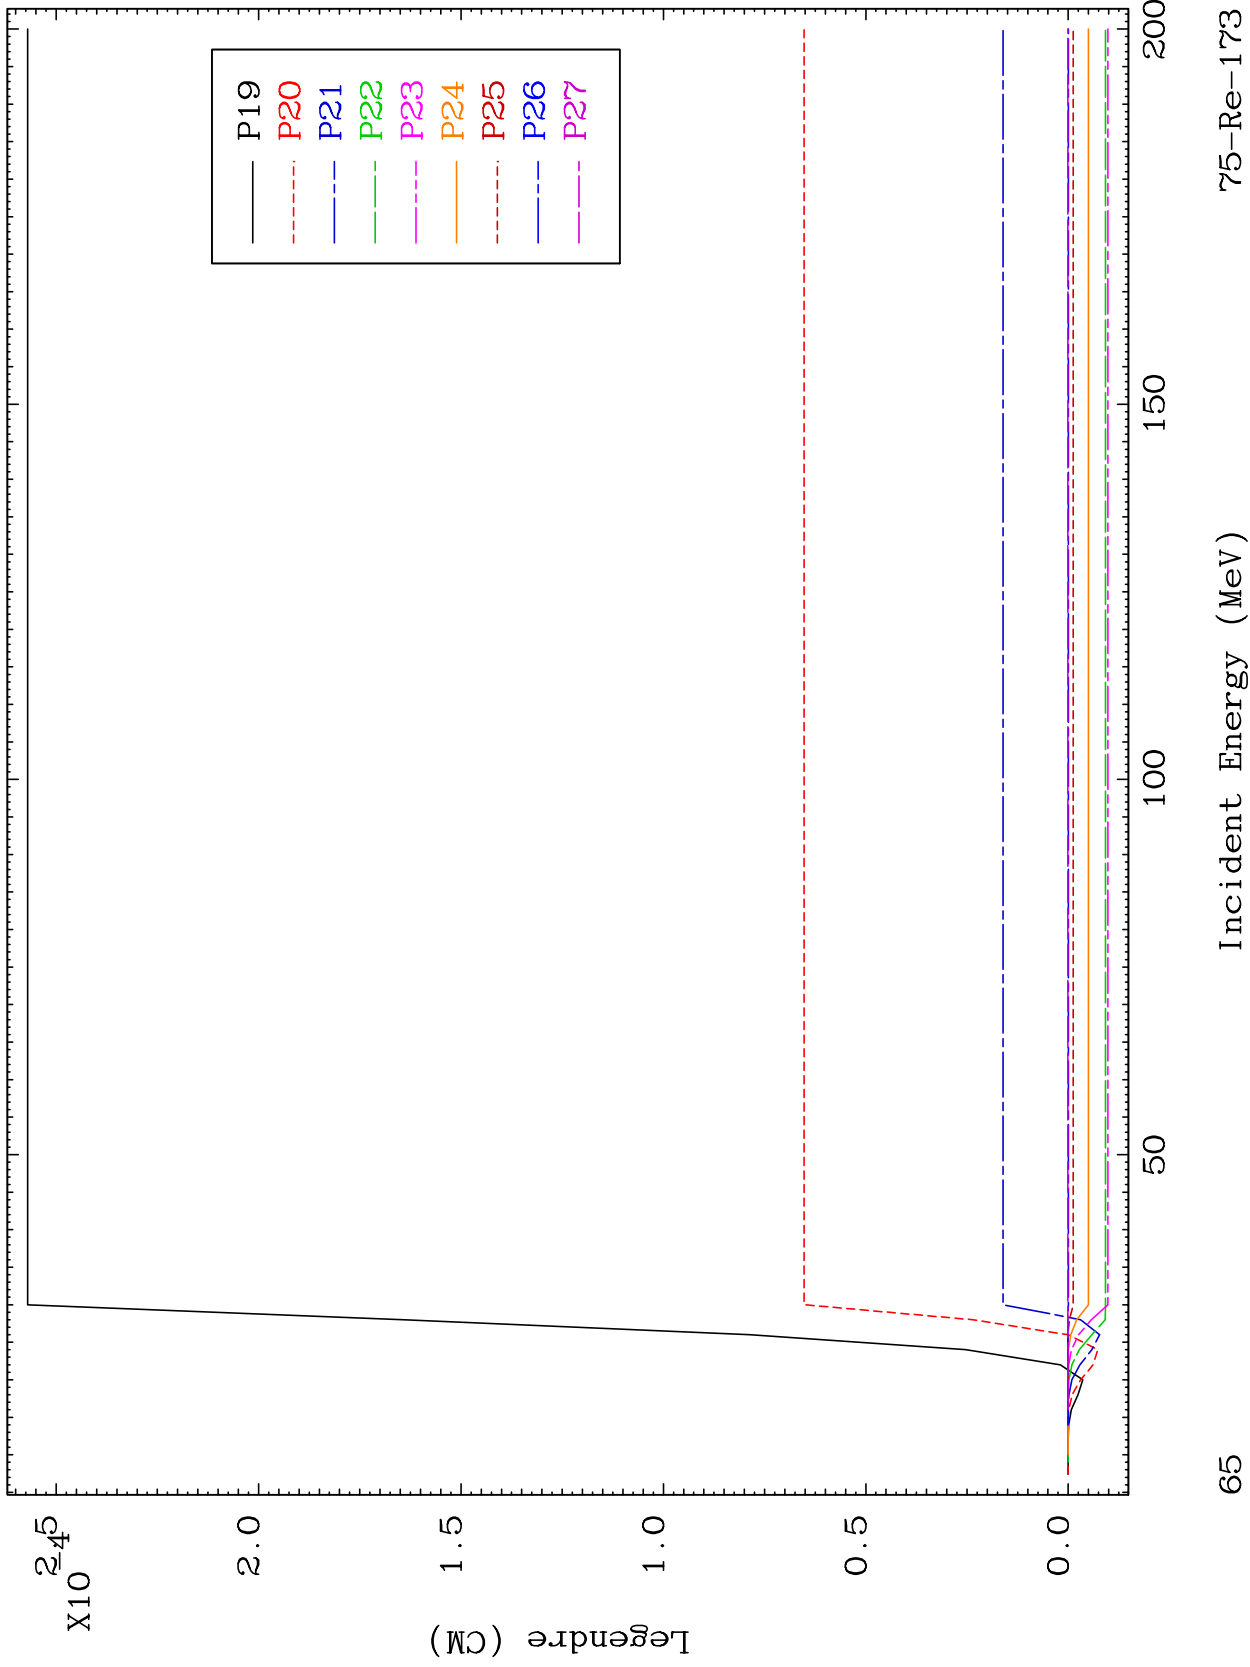 X10
-4
2.5
2.0
1.5
1.0
0.5
0.0
Legendre (CM)
P19
P20
P21
P22
P23
P24
P25
P26
P27
50
100
150
200
65
Incident Energy (MeV)
75-Re-173